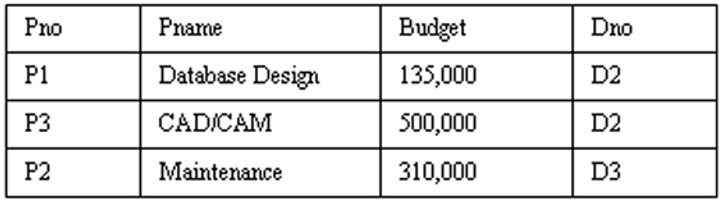 Pno Pname Budget Dno
P1 Database Design 135,000 D2
P3 CAD/CAM 500,000 D2
P2 Maintenance 310,000 D3